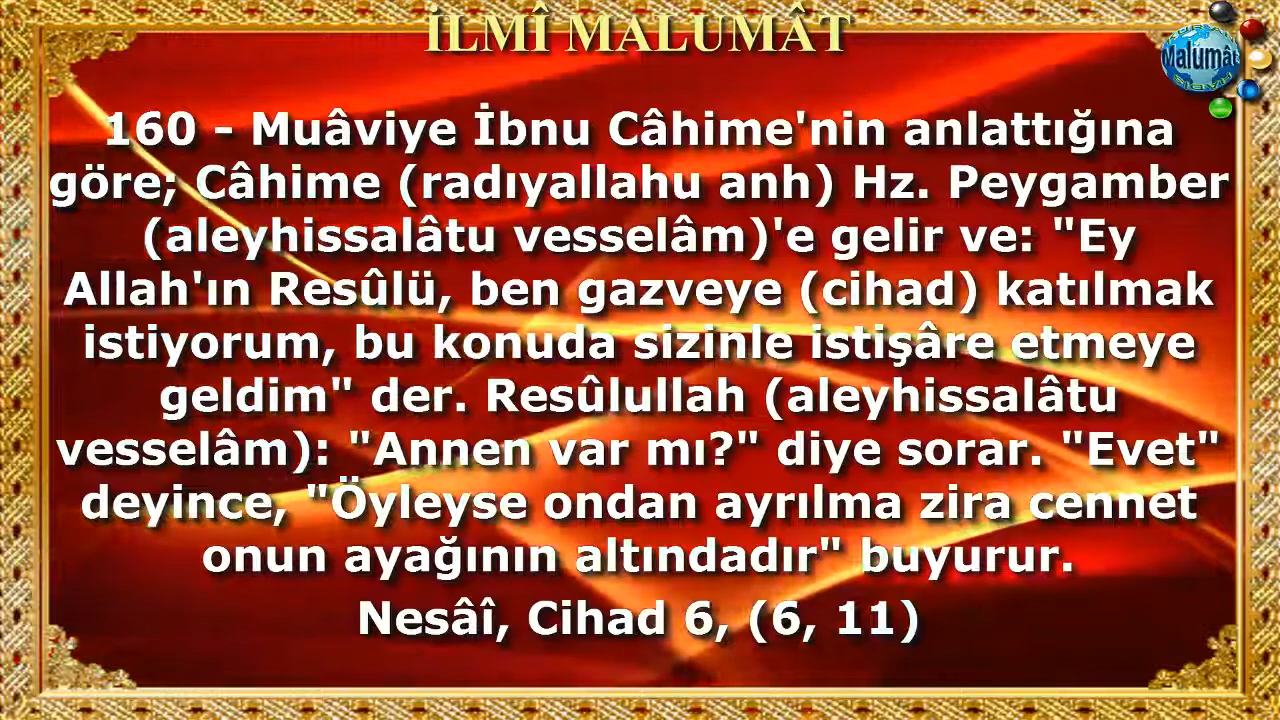 İLMÎ MALUMÂT
Malumât
160 - Muâviye İbnu Câhime'nin anlattığına
göre; Câhime (radıyallahu anh) Hz. Peygamber
(aleyhissalâtu vesselâm)'e gelir ve: "Ey
Allah'ın Resûlü, ben gazveye (cihad) katılmak
istiyorum, bu konuda sizinle istişâre etmeye
geldim" der. Resûlullah (aleyhissalâtu
vesselâm): "Annen var mı?" diye sorar. "Evet"
deyince, "Öyleyse ondan ayrılma zira cennet
onun ayağının altındadır" buyurur.
Nesâî, Cihad 6, (6, 11)